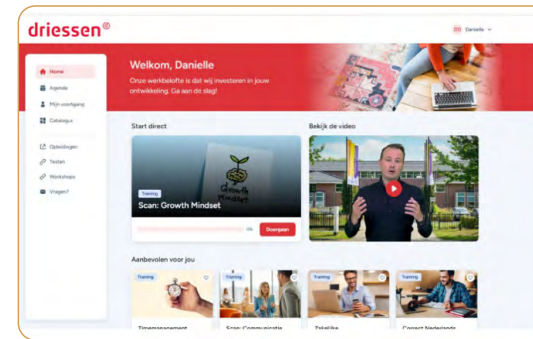 driessen
Danielle
Home
Agenda
Mijn voortgang
Catalogus
Opleidingen
Testen
Workshops
Vragen?
Welkom, Danielle
Onze werkbelofte is dat wij investeren in jouw
ontwikkeling. Ga aan de slag!
Start direct
Growth
Mindset
Training
Scan: Growth Mindset
0%
Doorgaan
Bekijk de video
Aanbevolen voor jou
Training
Training
Training
Training
Timemanagement
Scan: Communicatie
Zakelijke
Correct Nederlands